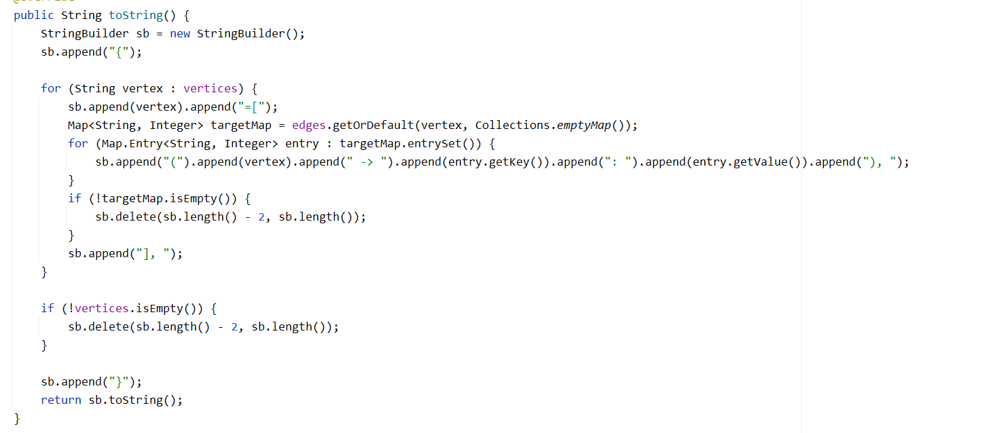 @Override
public String toString() {
    StringBuilder sb = new StringBuilder();
    sb.append("{");

    for (String vertex : vertices) {
        sb.append(vertex).append("=[");
        Map<String, Integer> targetMap = edges.getOrDefault(vertex, Collections.emptyMap());
        for (Map.Entry<String, Integer> entry : targetMap.entrySet()) {
            sb.append("(").append(vertex).append(" -> ").append(entry.getKey()).append(": ").append(entry.getValue()).append("), ");
        }
        if (!targetMap.isEmpty()) {
            sb.delete(sb.length() - 2, sb.length());
        }
        sb.append("], ");
    }

    if (!vertices.isEmpty()) {
        sb.delete(sb.length() - 2, sb.length());
    }

    sb.append("}");
    return sb.toString();
}